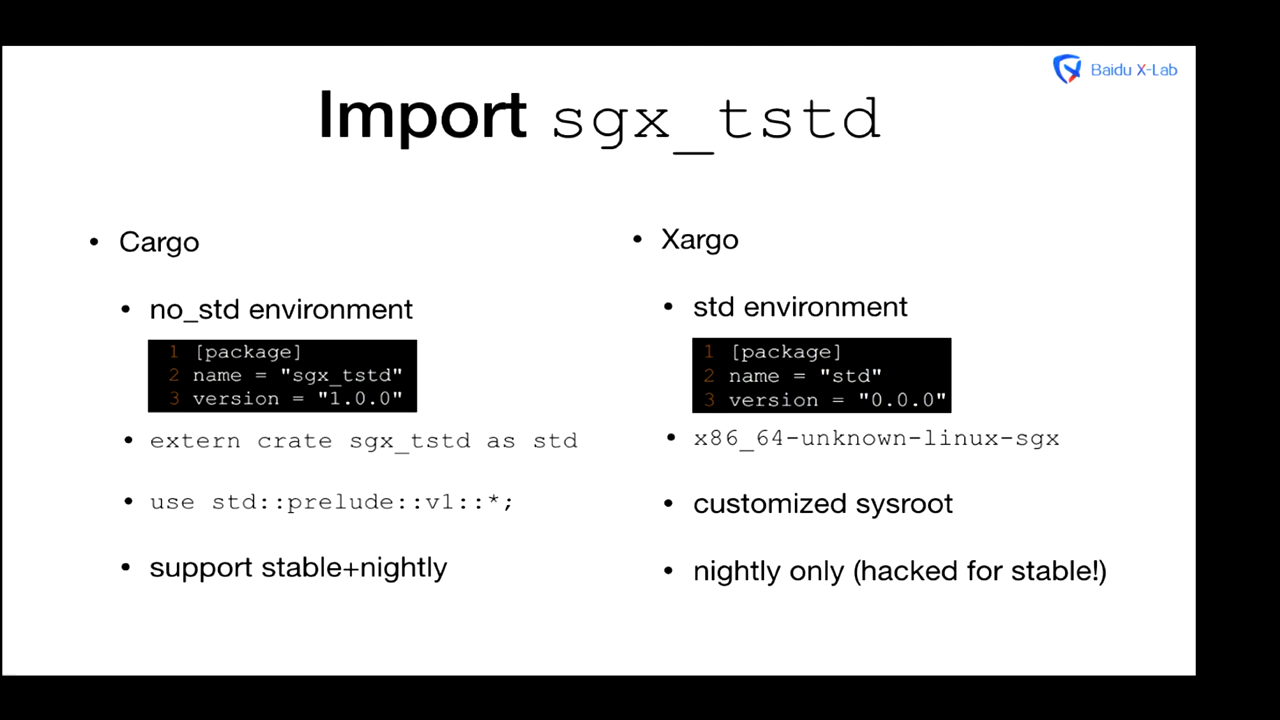 Baidu X-Lab
Import sgx_tstd
• Cargo
• no_std environment
1 [package]
2 name = "sgx_tstd"
3 version = "1.0.0"
• extern crate sgx_tstd as std
• use std::prelude::v1::*;
• support stable+nightly
• Xargo
• std environment
1 [package]
2 name = "std"
3 version = "0.0.0"
• x86_64-unknown-linux-sgx
• customized sysroot
• nightly only (hacked for stable!)